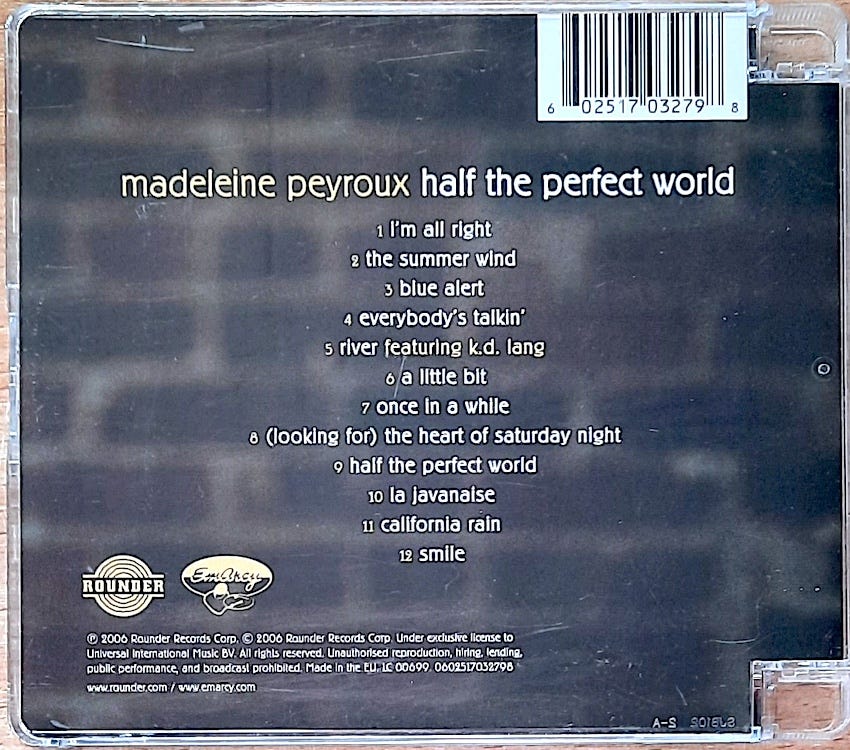 6 02517 03279 8
madeleine peyroux half the perfect world
1 i'm all right
2 the summer wind
3 blue alert
4 everybody's talkin'
5 river featuring k.d. lang
6 a little bit
7 once in a while
8 (looking for) the heart of saturday night
9 half the perfect world
10 la javanaise
11 california rain
12 smile
ROUNDER EmArcy
℗ 2006 Rounder Records Corp. © 2006 Rounder Records Corp. Under exclusive license to
Universal International Music BV. All rights reserved. Unauthorised reproduction, hiring, lending,
public performance, and broadcast prohibited. Made in the EU. LC 00699. 0602517032798
www.rounder.com / www.emarcy.com